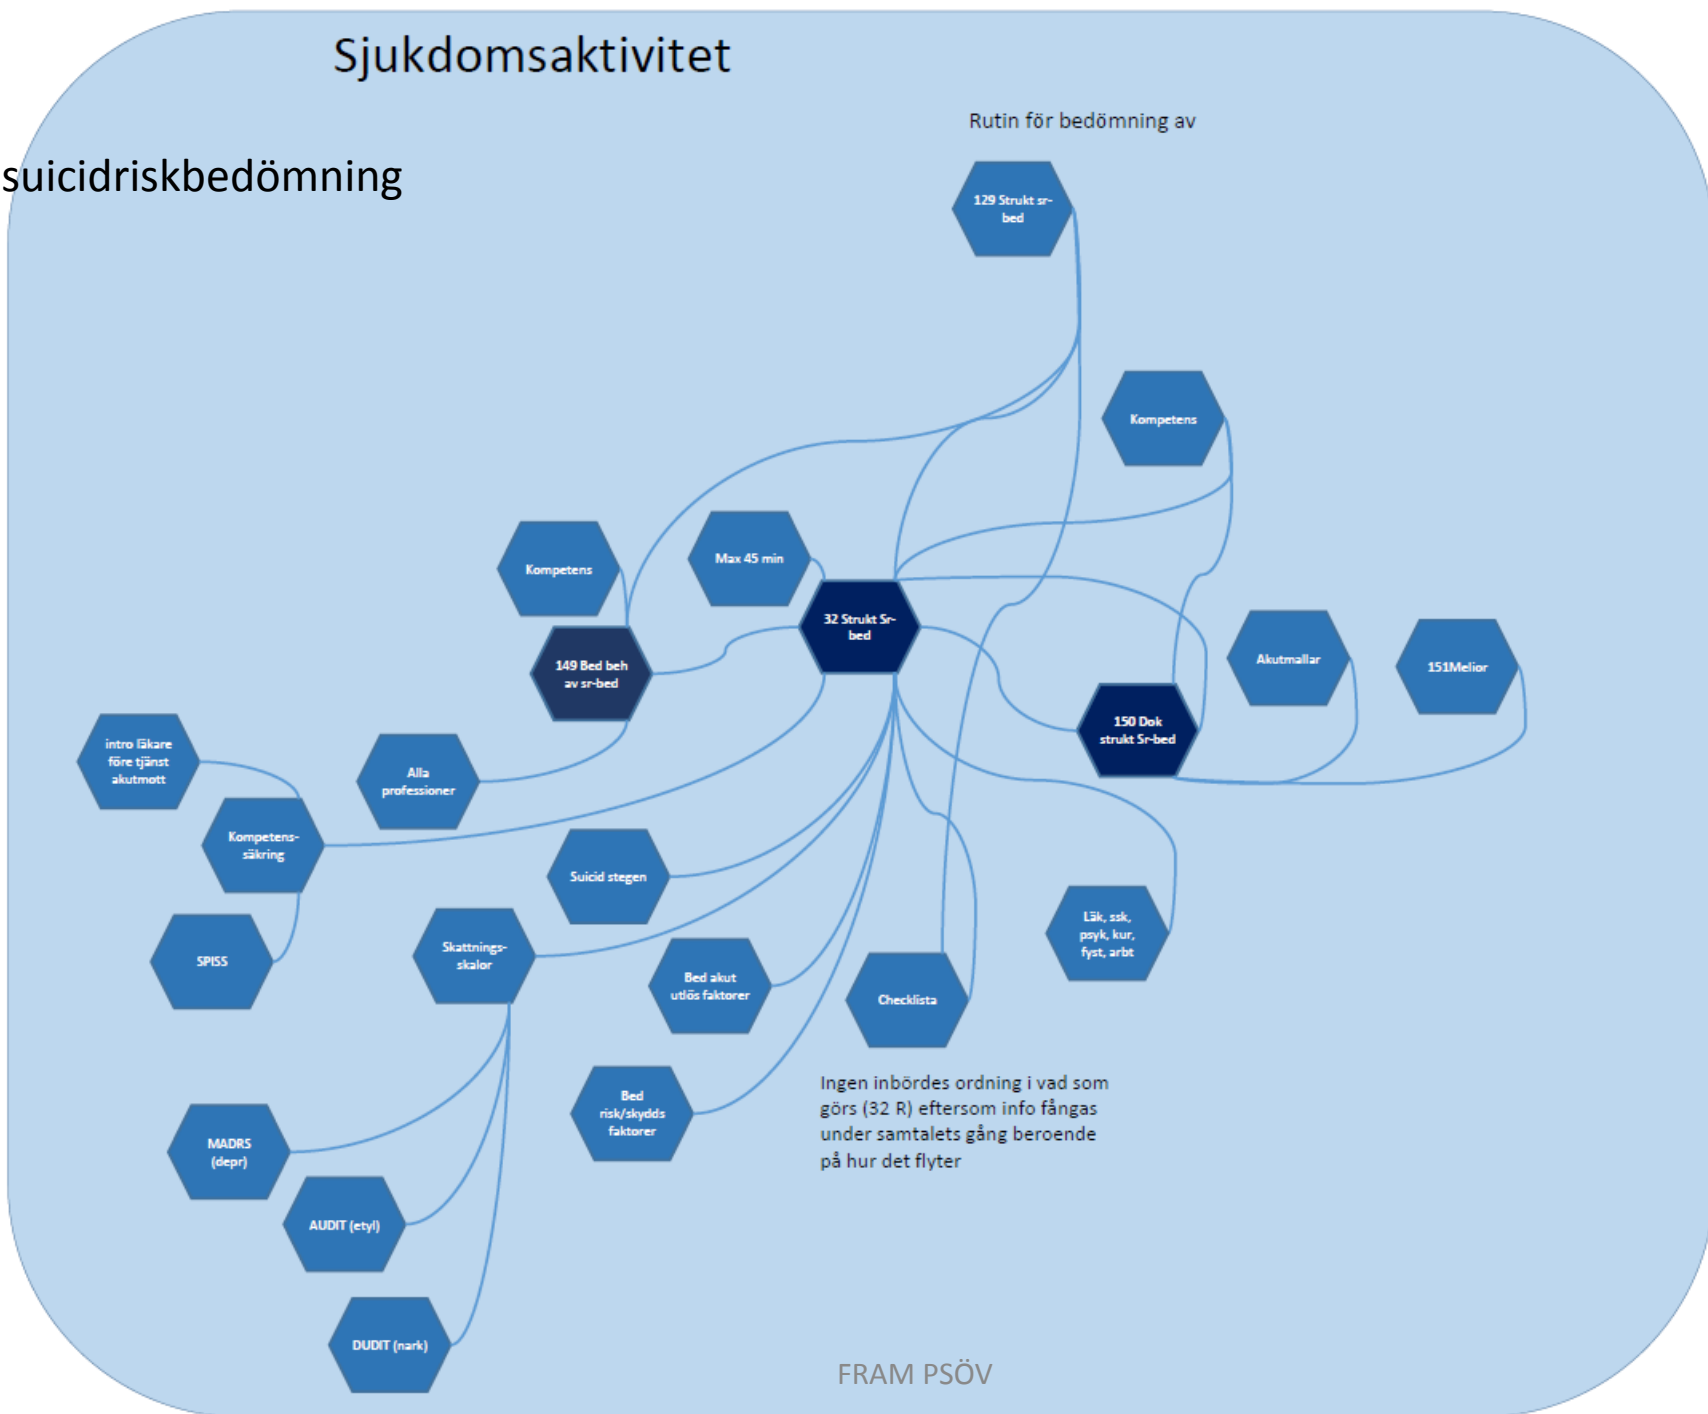 Sjukdomsaktivitet
Rutin för bedömning av
suicidriskbedömning
129 Strukt sr-
bed
Kompetens
Kompetens
Max 45 min
32 Strukt Sr-
bed
149 Bed beh
av sr-bed
Akutmallar
151Melior
150 Dok
strukt Sr-bed
intro läkare
före tjänst
akutmott
Alla
professioner
Kompetens-
säkring
Suicid stegen
SPISS
Skattnings-
skalor
Bed akut
utlös faktorer
Checklista
Läk, ssk,
psyk, kur,
fyst, arbt
Bed
risk/skydds
faktorer
Ingen inbördes ordning i vad som
görs (32 R) eftersom info fångas
under samtalets gång beroende
på hur det flyter
MADRS
(depr)
AUDIT (etyl)
DUDIT (nark)
FRAM PSÖV